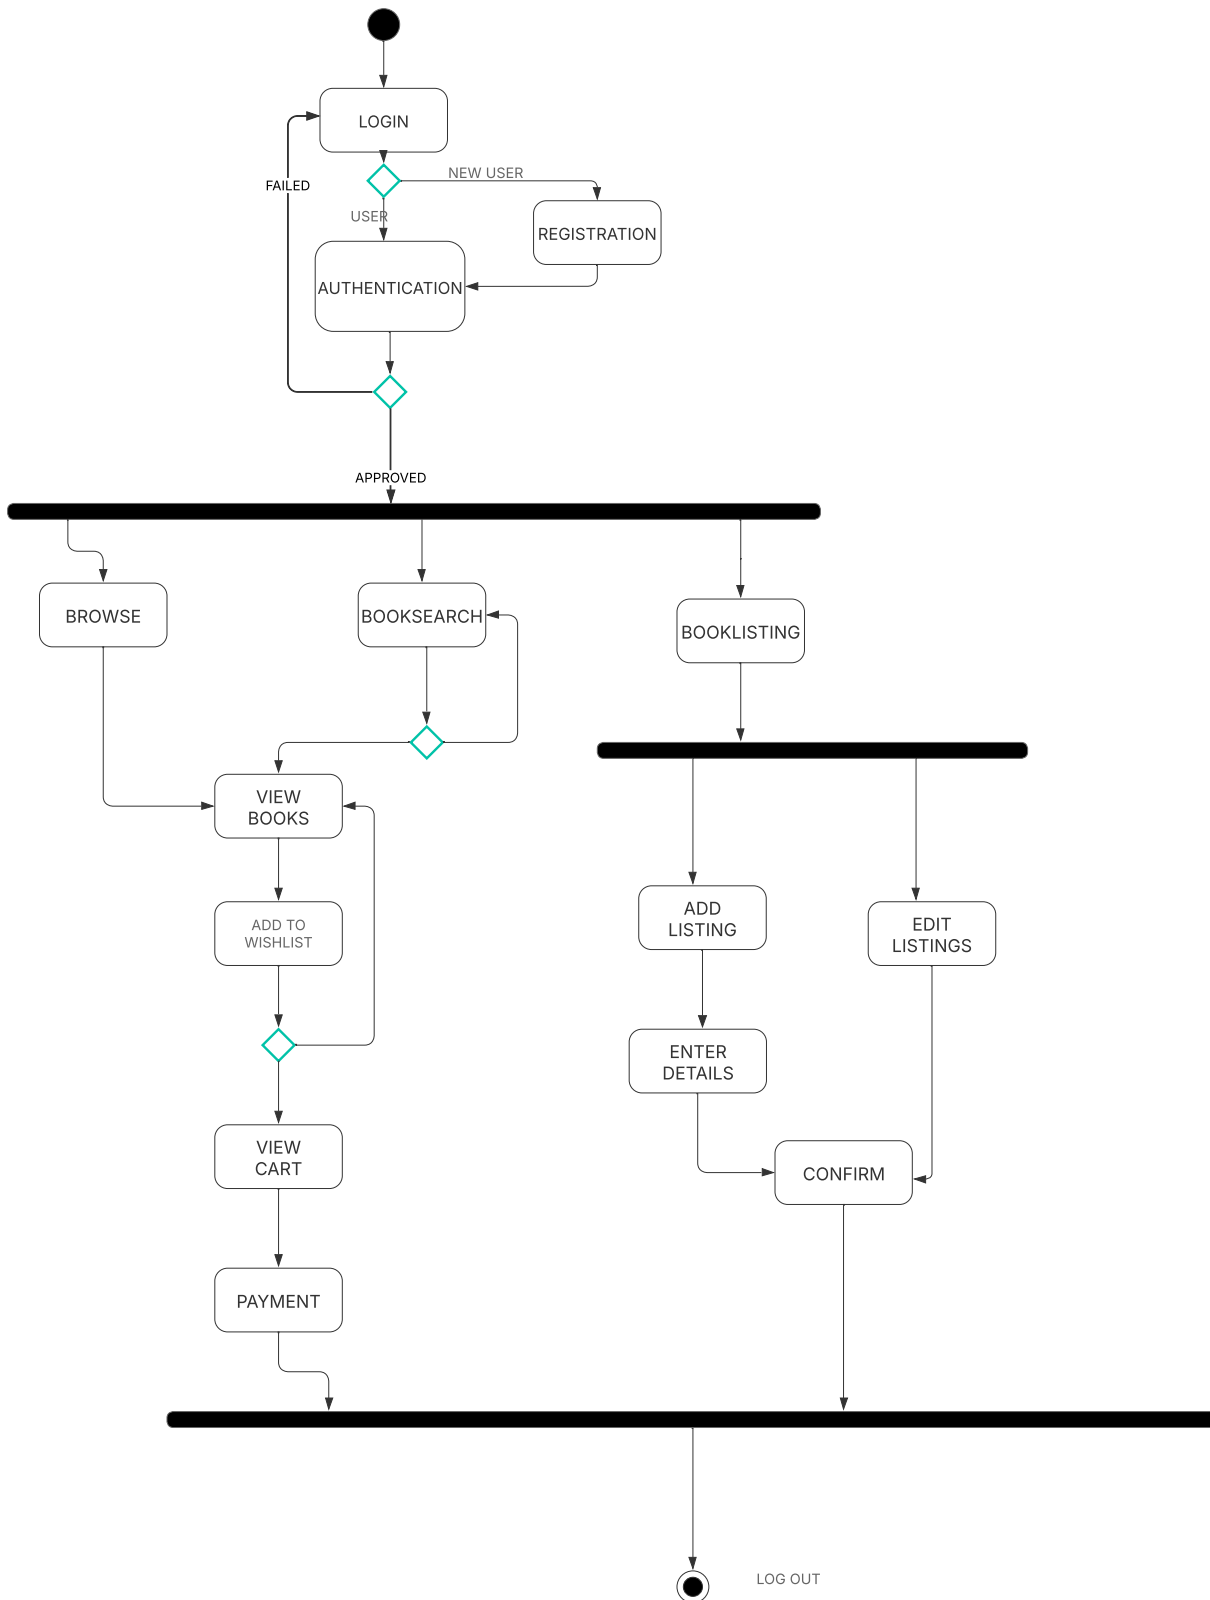 LOGIN
NEW USER
FAILED
USER
REGISTRATION
AUTHENTICATION
APPROVED
BROWSE
BOOKSEARCH
BOOKLISTING
VIEW
BOOKS
ADD TO
WISHLIST
ADD
LISTING
EDIT
LISTINGS
ENTER
DETAILS
VIEW
CART
CONFIRM
PAYMENT
LOG OUT